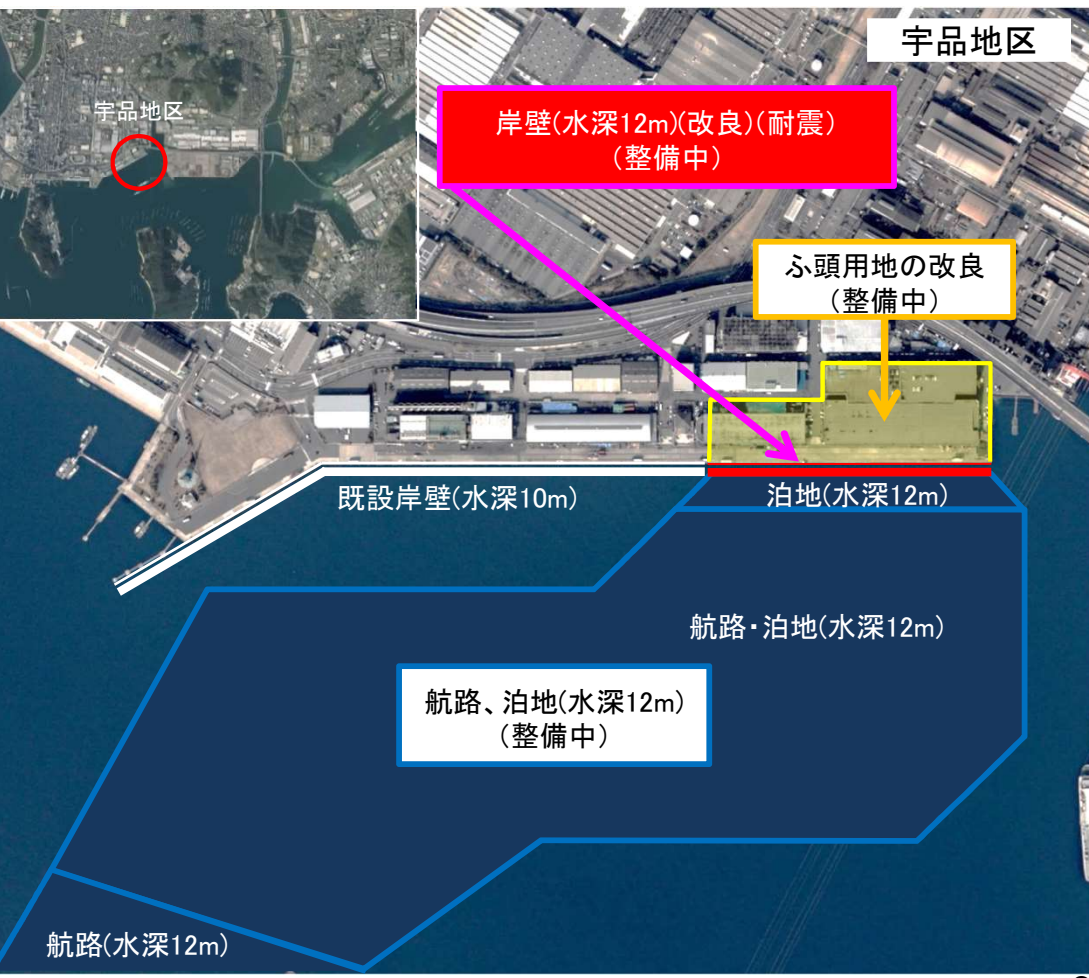 宇品地区
宇品地区
岸壁(水深12m)(改良)(耐震)
(整備中)
ふ頭用地の改良
(整備中)
既設岸壁(水深10m)
泊地(水深12m)
航路・泊地(水深12m)
航路、泊地(水深12m)
(整備中)
航路(水深12m)